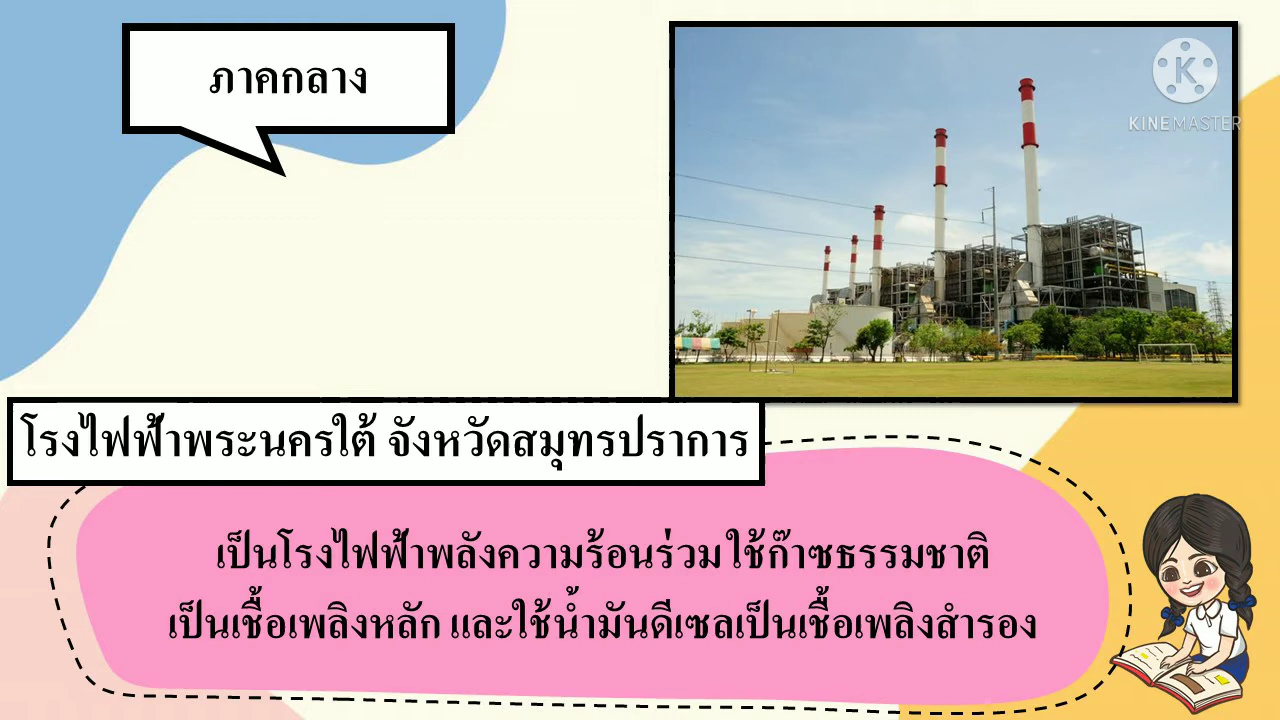 ภาคกลาง
KINEMASTER
โรงไฟฟ้าพระนครใต้ จังหวัดสมุทรปราการ
เป็นโรงไฟฟ้าพลังความร้อนร่วมใช้ก๊าซธรรมชาติ
เป็นเชื้อเพลิงหลัก และใช้น้ำมันดีเซลเป็นเชื้อเพลิงสำรอง